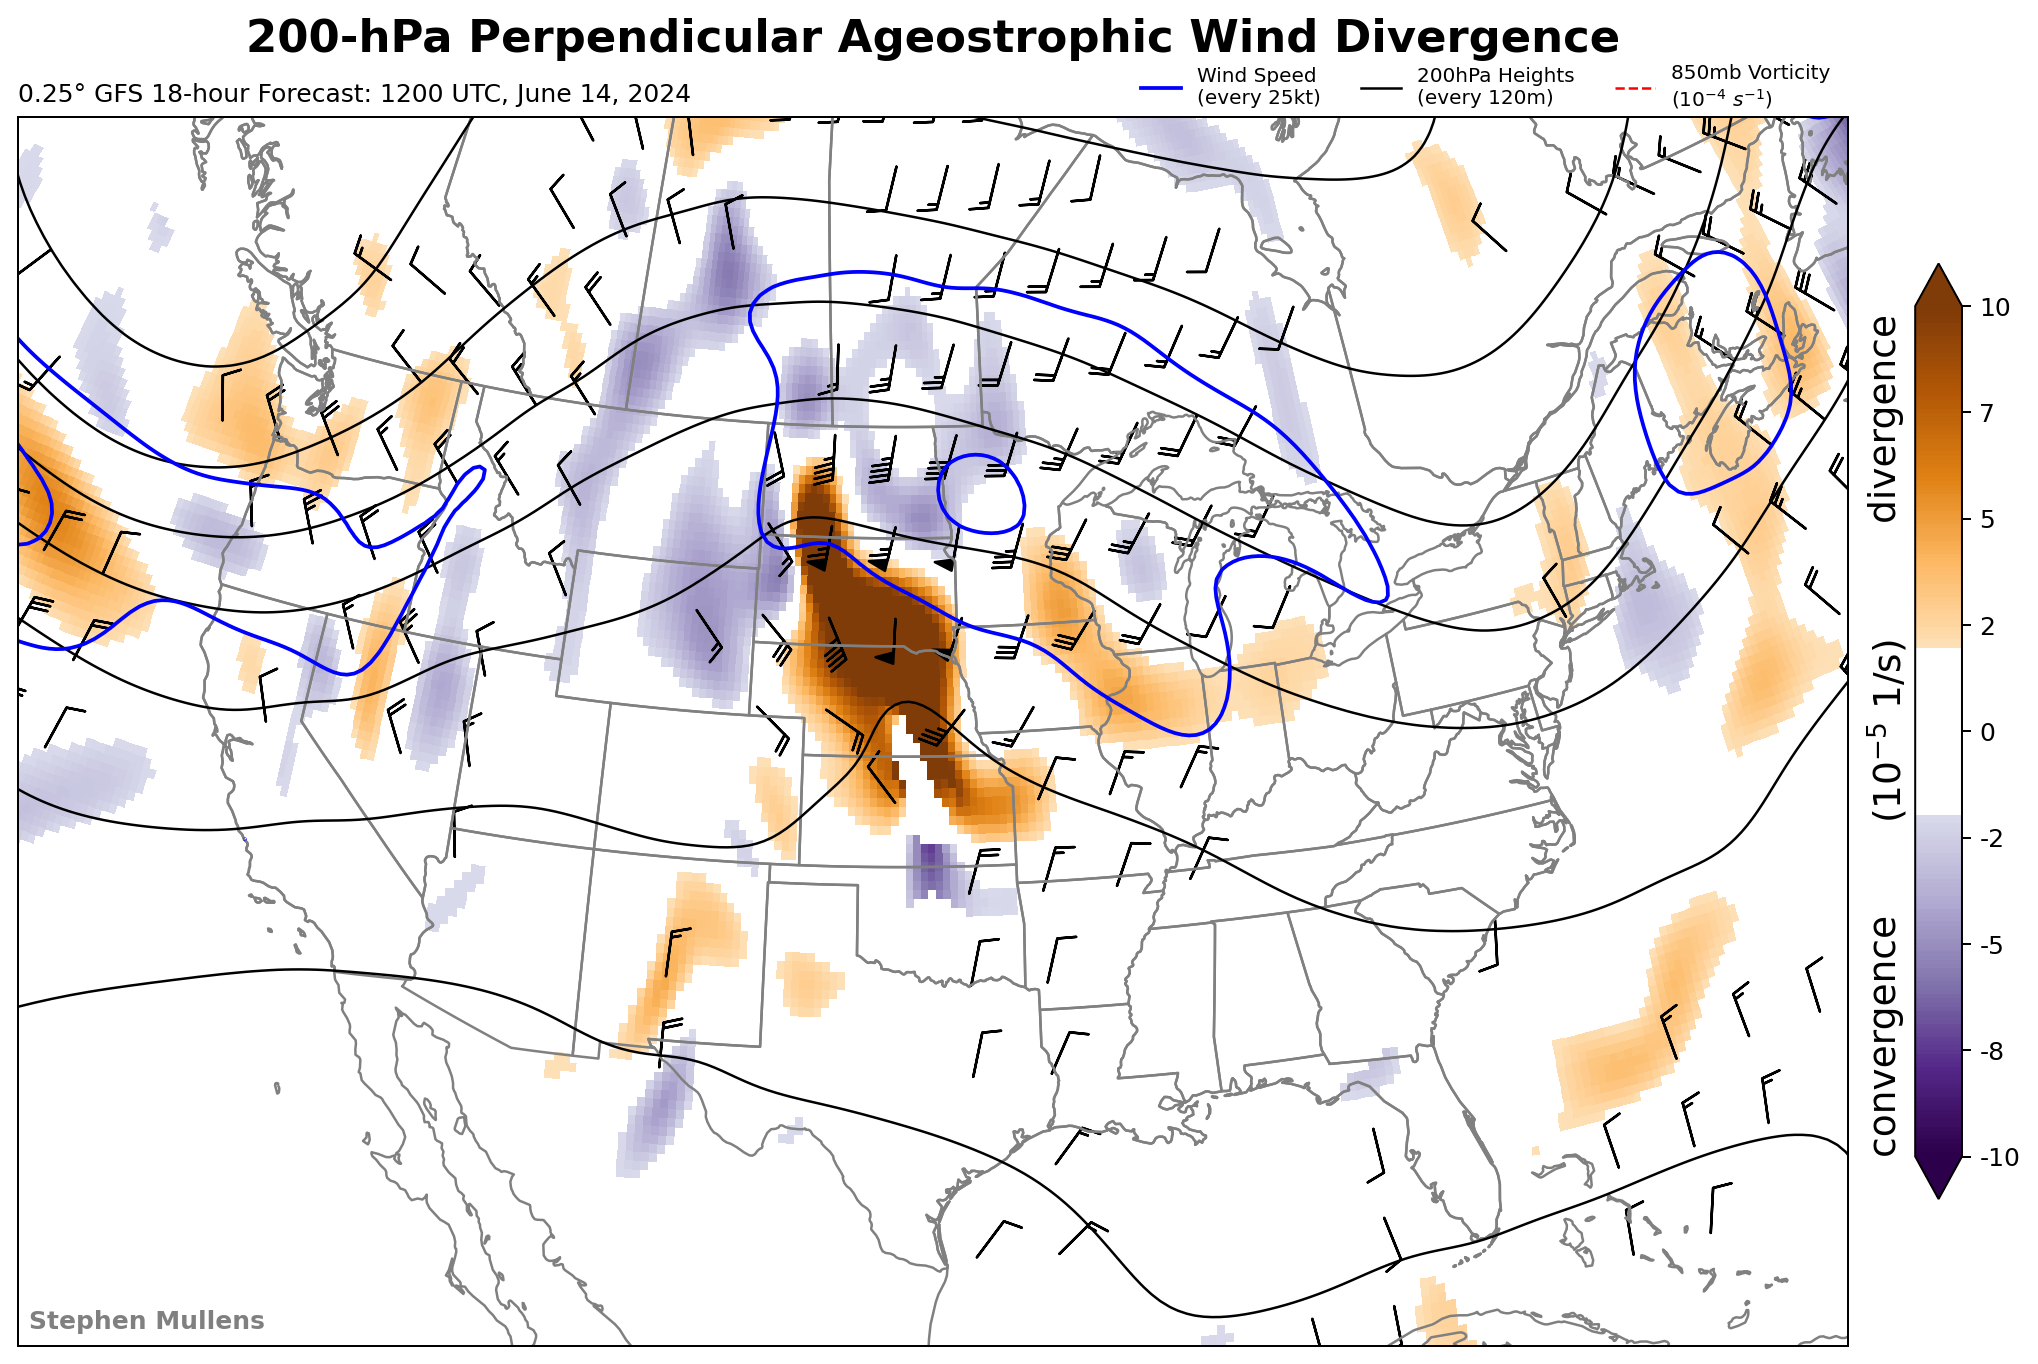 200-hPa Perpendicular Ageostrophic Wind Divergence
0.25° GFS 18-hour Forecast: 1200 UTC, June 14, 2024
Wind Speed
(every 25kt)
200hPa Heights
(every 120m)
850mb Vorticity
(10⁻⁴ s⁻¹)
10
7
5
2
0
-2
-5
-8
-10
convergence (10⁻⁵ 1/s) divergence
Stephen Mullens